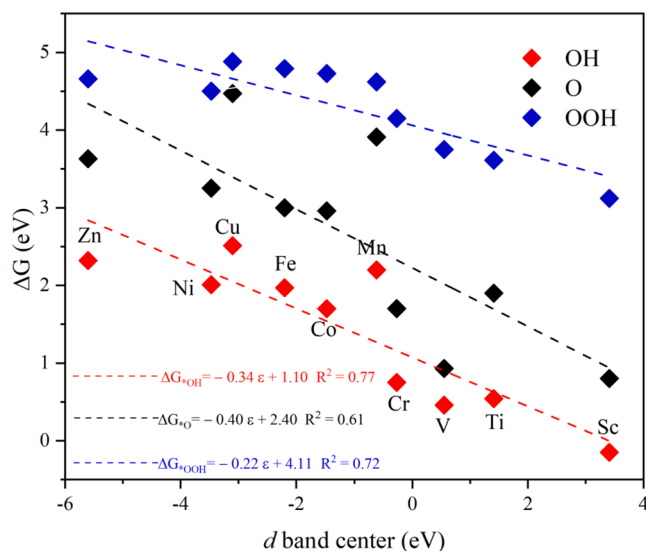 5
4
3
2
1
0
ΔG (eV)
OH
O
OOH
Zn
Cu
Ni
Fe
Mn
Co
Cr
V
Ti
Sc
ΔG*OH= − 0.34 ε + 1.10 R² = 0.77
ΔG*O= − 0.40 ε + 2.40 R² = 0.61
ΔG*OOH= − 0.22 ε + 4.11 R² = 0.72
-6 -4 -2 0 2 4
d band center (eV)